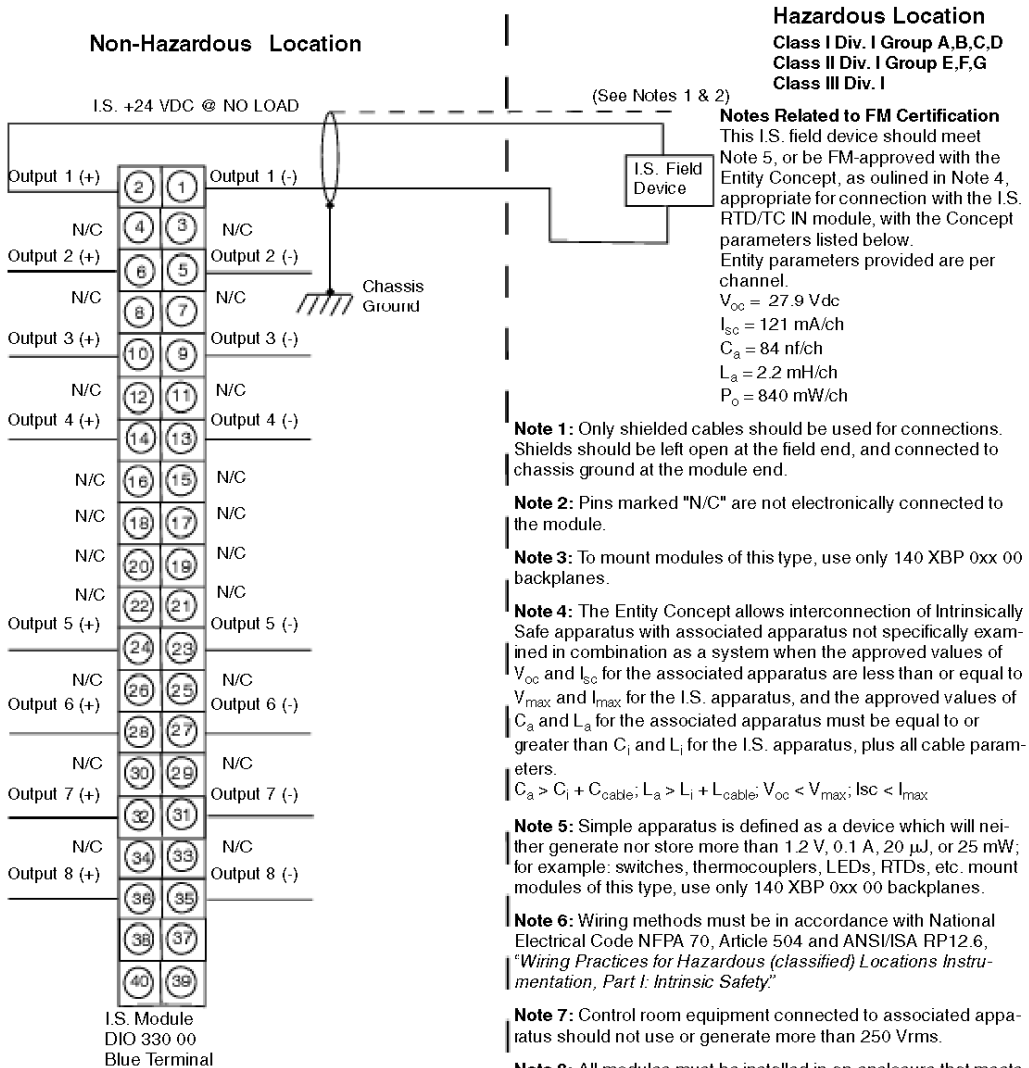 Non-Hazardous Location
Hazardous Location
Class I Div. I Group A,B,C,D
Class II Div. I Group E,F,G
Class III Div. I
I.S. +24 VDC @ NO LOAD
(See Notes 1 & 2)
Notes Related to FM Certification
This I.S. field device should meet
Note 5, or be FM-approved with the
Entity Concept, as oulined in Note 4,
appropriate for connection with the I.S.
RTD/TC IN module, with the Concept
parameters listed below.
Entity parameters provided are per
channel.
Voc = 27.9 Vdc
Isc = 121 mA/ch
Ca = 84 nf/ch
La = 2.2 mH/ch
Po = 840 mW/ch
I.S. Field
Device
Chassis
Ground
Output 1 (+) 2 1 Output 1 (-)
N/C 4 3 N/C
Output 2 (+) 6 5 Output 2 (-)
N/C 8 7 N/C
Output 3 (+) 10 9 Output 3 (-)
N/C 12 11 N/C
Output 4 (+) 14 13 Output 4 (-)
N/C 16 15 N/C
N/C 18 17 N/C
N/C 20 19 N/C
N/C 22 21 N/C
Output 5 (+) 24 23 Output 5 (-)
N/C 26 25 N/C
Output 6 (+) 28 27 Output 6 (-)
N/C 30 29 N/C
Output 7 (+) 32 31 Output 7 (-)
N/C 34 33 N/C
Output 8 (+) 36 35 Output 8 (-)
38 37
40 39
I.S. Module
DIO 330 00
Blue Terminal
Note 1: Only shielded cables should be used for connections.
Shields should be left open at the field end, and connected to
chassis ground at the module end.
Note 2: Pins marked "N/C" are not electronically connected to
the module.
Note 3: To mount modules of this type, use only 140 XBP 0xx 00
backplanes.
Note 4: The Entity Concept allows interconnection of Intrinsically
Safe apparatus with associated apparatus not specifically exam-
ined in combination as a system when the approved values of
Voc and Isc for the associated apparatus are less than or equal to
Vmax and Imax for the I.S. apparatus, and the approved values of
Ca and La for the associated apparatus must be equal to or
greater than Ci and Li for the I.S. apparatus, plus all cable param-
eters.
Ca > Ci + Ccable; La > Li + Lcable; Voc < Vmax; Isc < Imax
Note 5: Simple apparatus is defined as a device which will nei-
ther generate nor store more than 1.2 V, 0.1 A, 20 µJ, or 25 mW;
for example: switches, thermocouplers, LEDs, RTDs, etc. mount
modules of this type, use only 140 XBP 0xx 00 backplanes.
Note 6: Wiring methods must be in accordance with National
Electrical Code NFPA 70, Article 504 and ANSI/ISA RP12.6,
"Wiring Practices for Hazardous (classified) Locations Instru-
mentation, Part I: Intrinsic Safety."
Note 7: Control room equipment connected to associated appa-
ratus should not use or generate more than 250 Vrms.
Note 8: All modules must be installed in an enclosure that meets